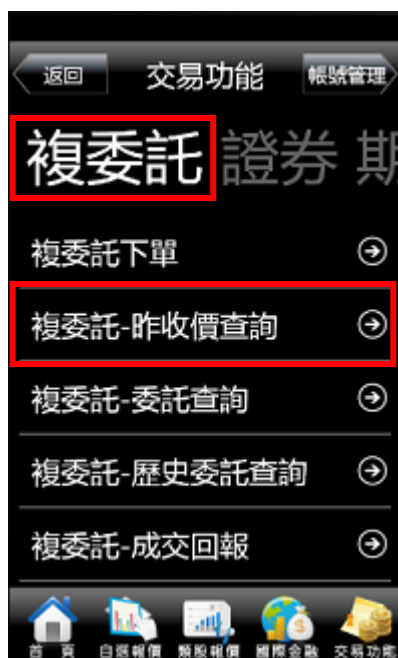 返回 交易功能 帳號管理
複委託 證券 期
複委託下單
複委託-昨收價查詢
複委託-委託查詢
複委託-歷史委託查詢
複委託-成交回報
首 頁 自選報價 類股報價 國際金融 交易功能